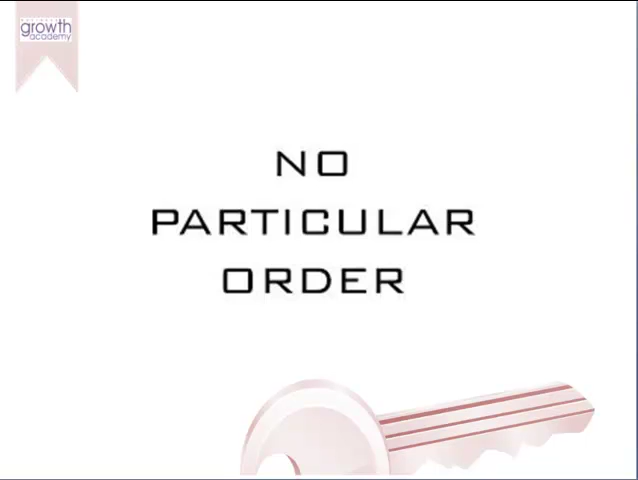 growth
academy
NO
PARTICULAR
ORDER